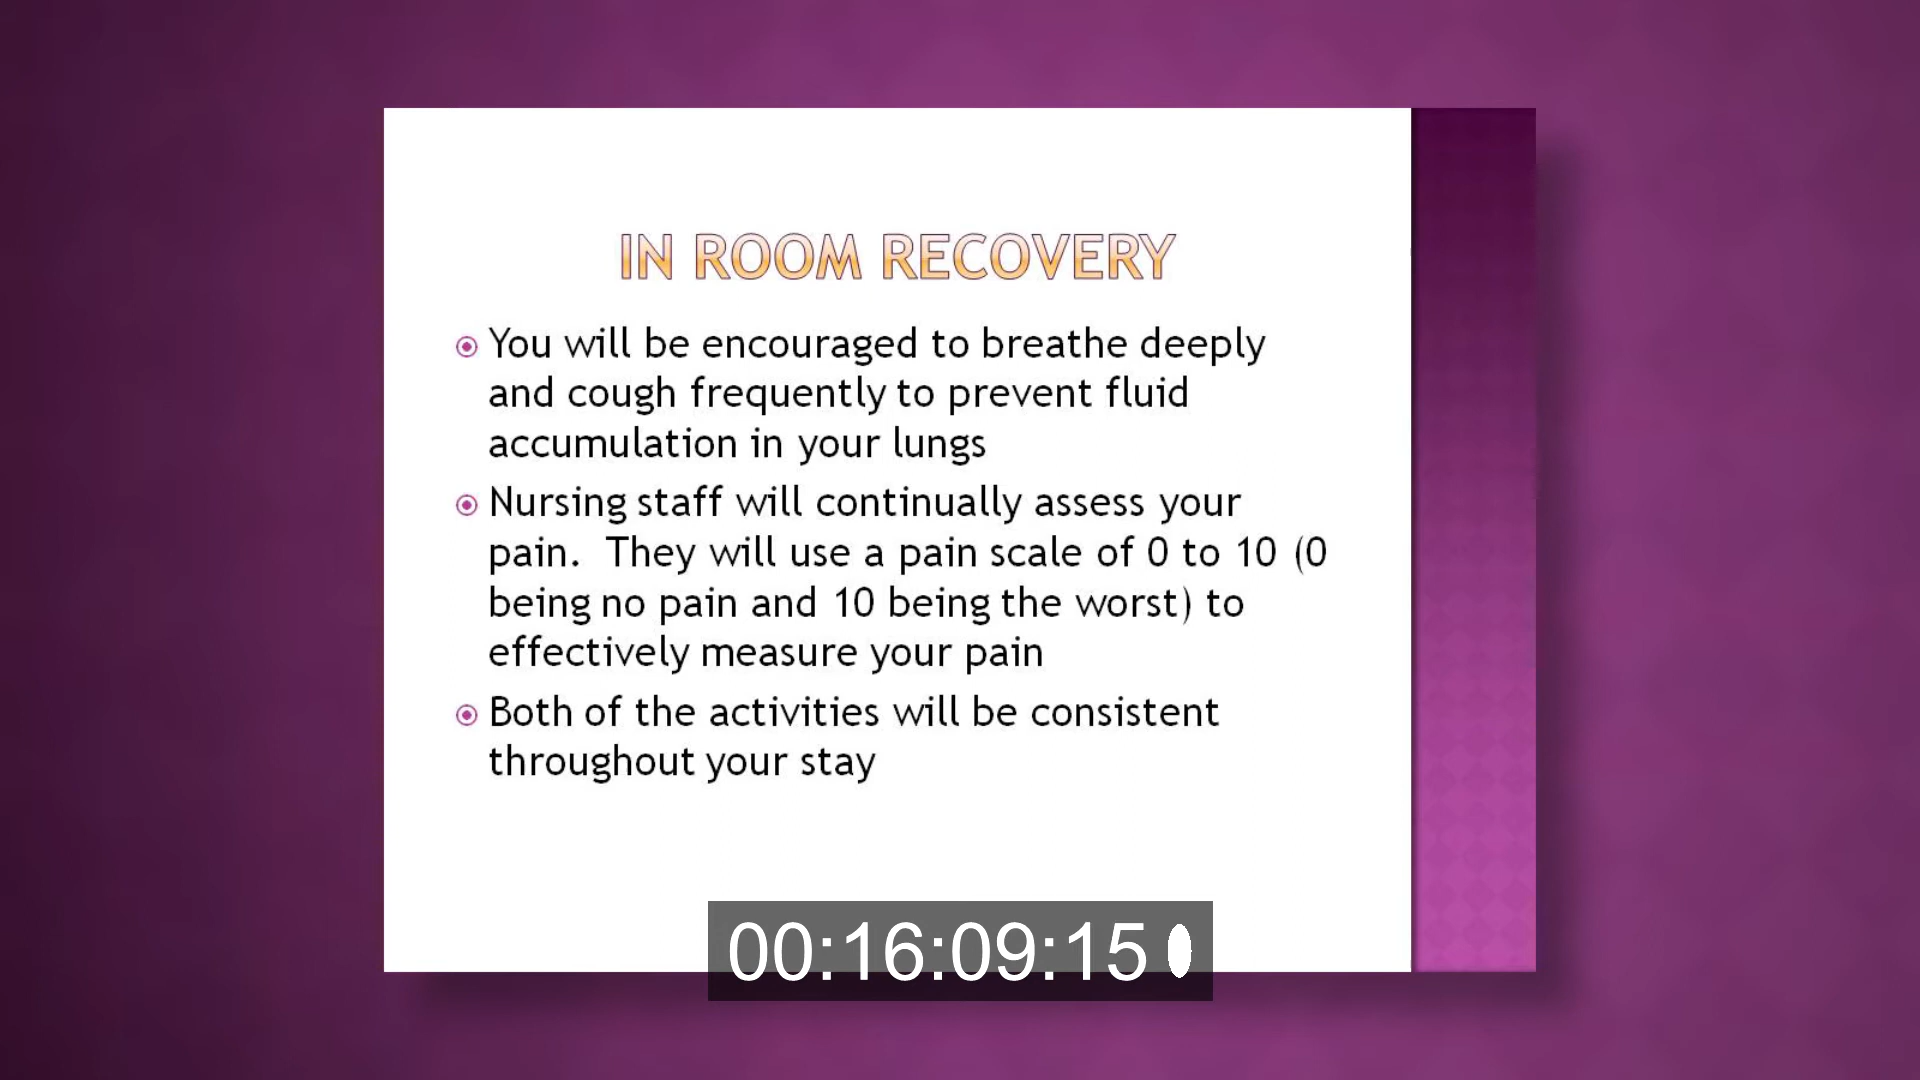 IN ROOM RECOVERY
You will be encouraged to breathe deeply
and cough frequently to prevent fluid
accumulation in your lungs
Nursing staff will continually assess your
pain.  They will use a pain scale of 0 to 10 (0
being no pain and 10 being the worst) to
effectively measure your pain
Both of the activities will be consistent
throughout your stay
00:16:09:15